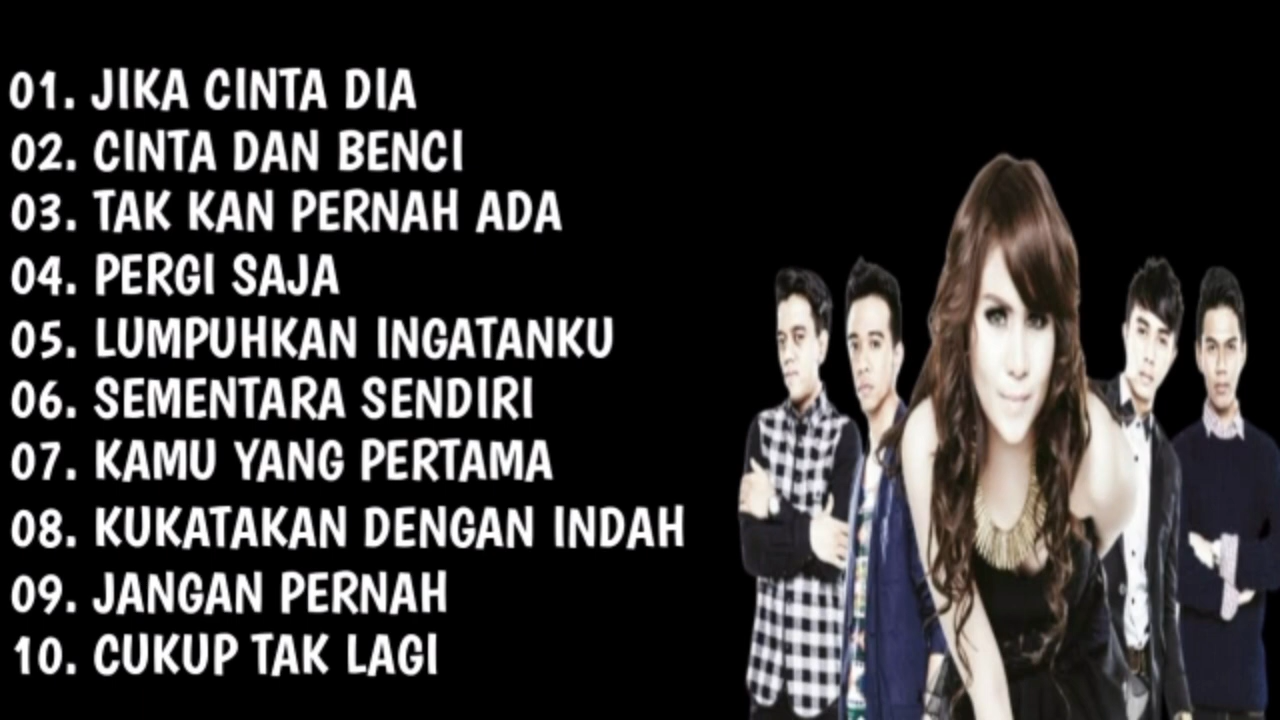 01. JIKA CINTA DIA
02. CINTA DAN BENCI
03. TAK KAN PERNAH ADA
04. PERGI SAJA
05. LUMPUHKAN INGATANKU
06. SEMENTARA SENDIRI
07. KAMU YANG PERTAMA
08. KUKATAKAN DENGAN INDAH
09. JANGAN PERNAH
10. CUKUP TAK LAGI